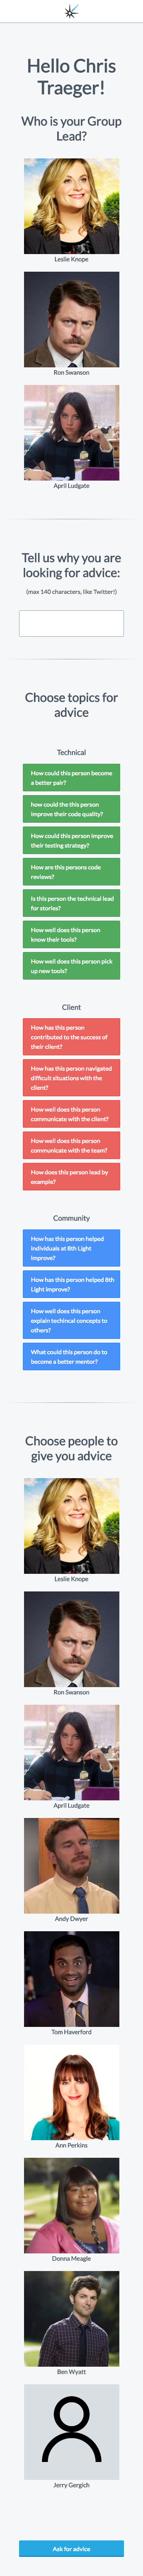 Hello Chris
Traeger!
Who is your Group
Lead?
Leslie Knope
Ron Swanson
April Ludgate
Tell us why you are
looking for advice:
(max 140 characters, like Twitter!)
Choose topics for
advice
Technical
How could this person become
a better pair?
how could the this person
improve their code quality?
How could this person improve
their testing strategy?
How are this persons code
reviews?
Is this person the technical lead
for stories?
How well does this person
know their tools?
How well does this person pick
up new tools?
Client
How has this person
contributed to the success of
their client?
How has this person navigated
difficult situations with the
client?
How well does this person
communicate with the client?
How well does this person
communicate with the team?
How does this person lead by
example?
Community
How has this person helped
individuals at 8th Light
improve?
How has this person helped 8th
Light improve?
How well does this person
explain techincal concepts to
others?
What could this person do to
become a better mentor?
Choose people to
give you advice
Leslie Knope
Ron Swanson
April Ludgate
Andy Dwyer
Tom Haverford
Ann Perkins
Donna Meagle
Ben Wyatt
Jerry Gergich
Ask for advice